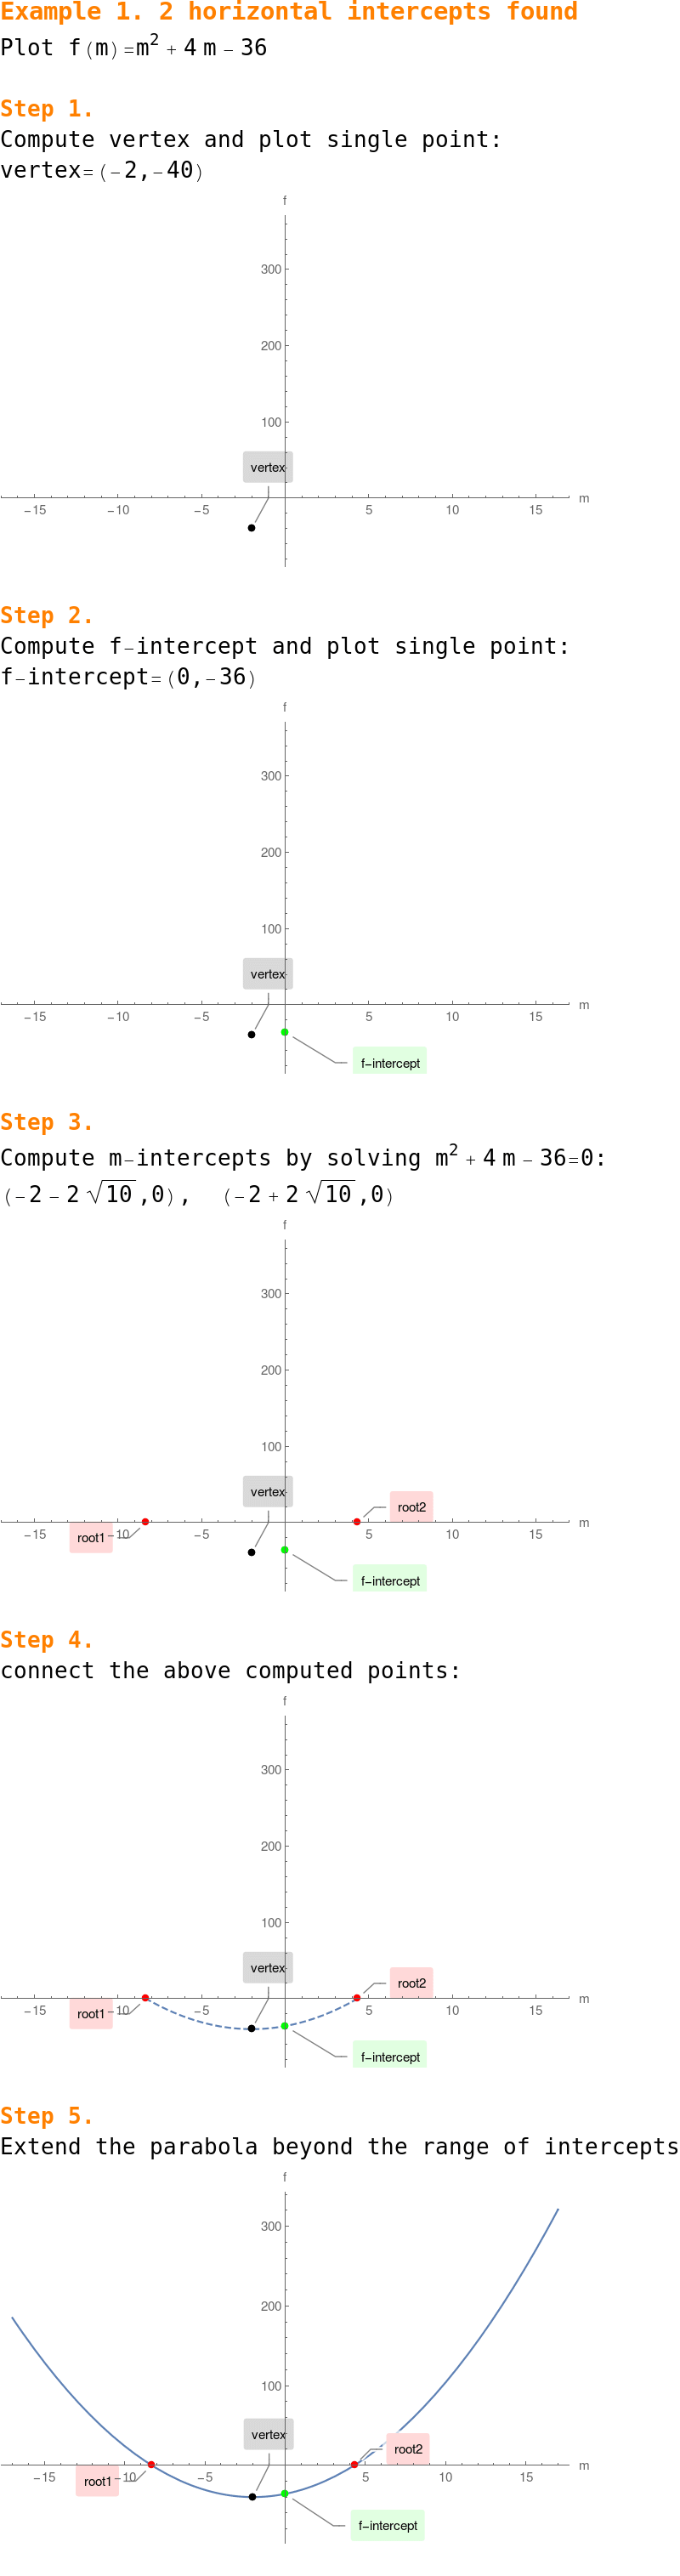 Example 1. 2 horizontal intercepts found
Plot f(m)=m² + 4 m − 36
Step 1.
Compute vertex and plot single point:
vertex=(−2,−40)
f
300
200
100
vertex
m
−15 −10 −5 5 10 15
Step 2.
Compute f−intercept and plot single point:
f−intercept=(0,−36)
f
300
200
100
vertex
m
−15 −10 −5 5 10 15
f−intercept
Step 3.
Compute m−intercepts by solving m² + 4 m − 36=0:
(−2 − 2 √10 ,0), (−2 + 2 √10 ,0)
f
300
200
100
vertex
root2
m
−15 root1 −10 −5 5 10 15
f−intercept
Step 4.
connect the above computed points:
f
300
200
100
vertex
root2
m
−15 root1 −10 −5 5 10 15
f−intercept
Step 5.
Extend the parabola beyond the range of intercepts
f
300
200
100
vertex
root2
m
−15 root1 −10 −5 5 10 15
f−intercept